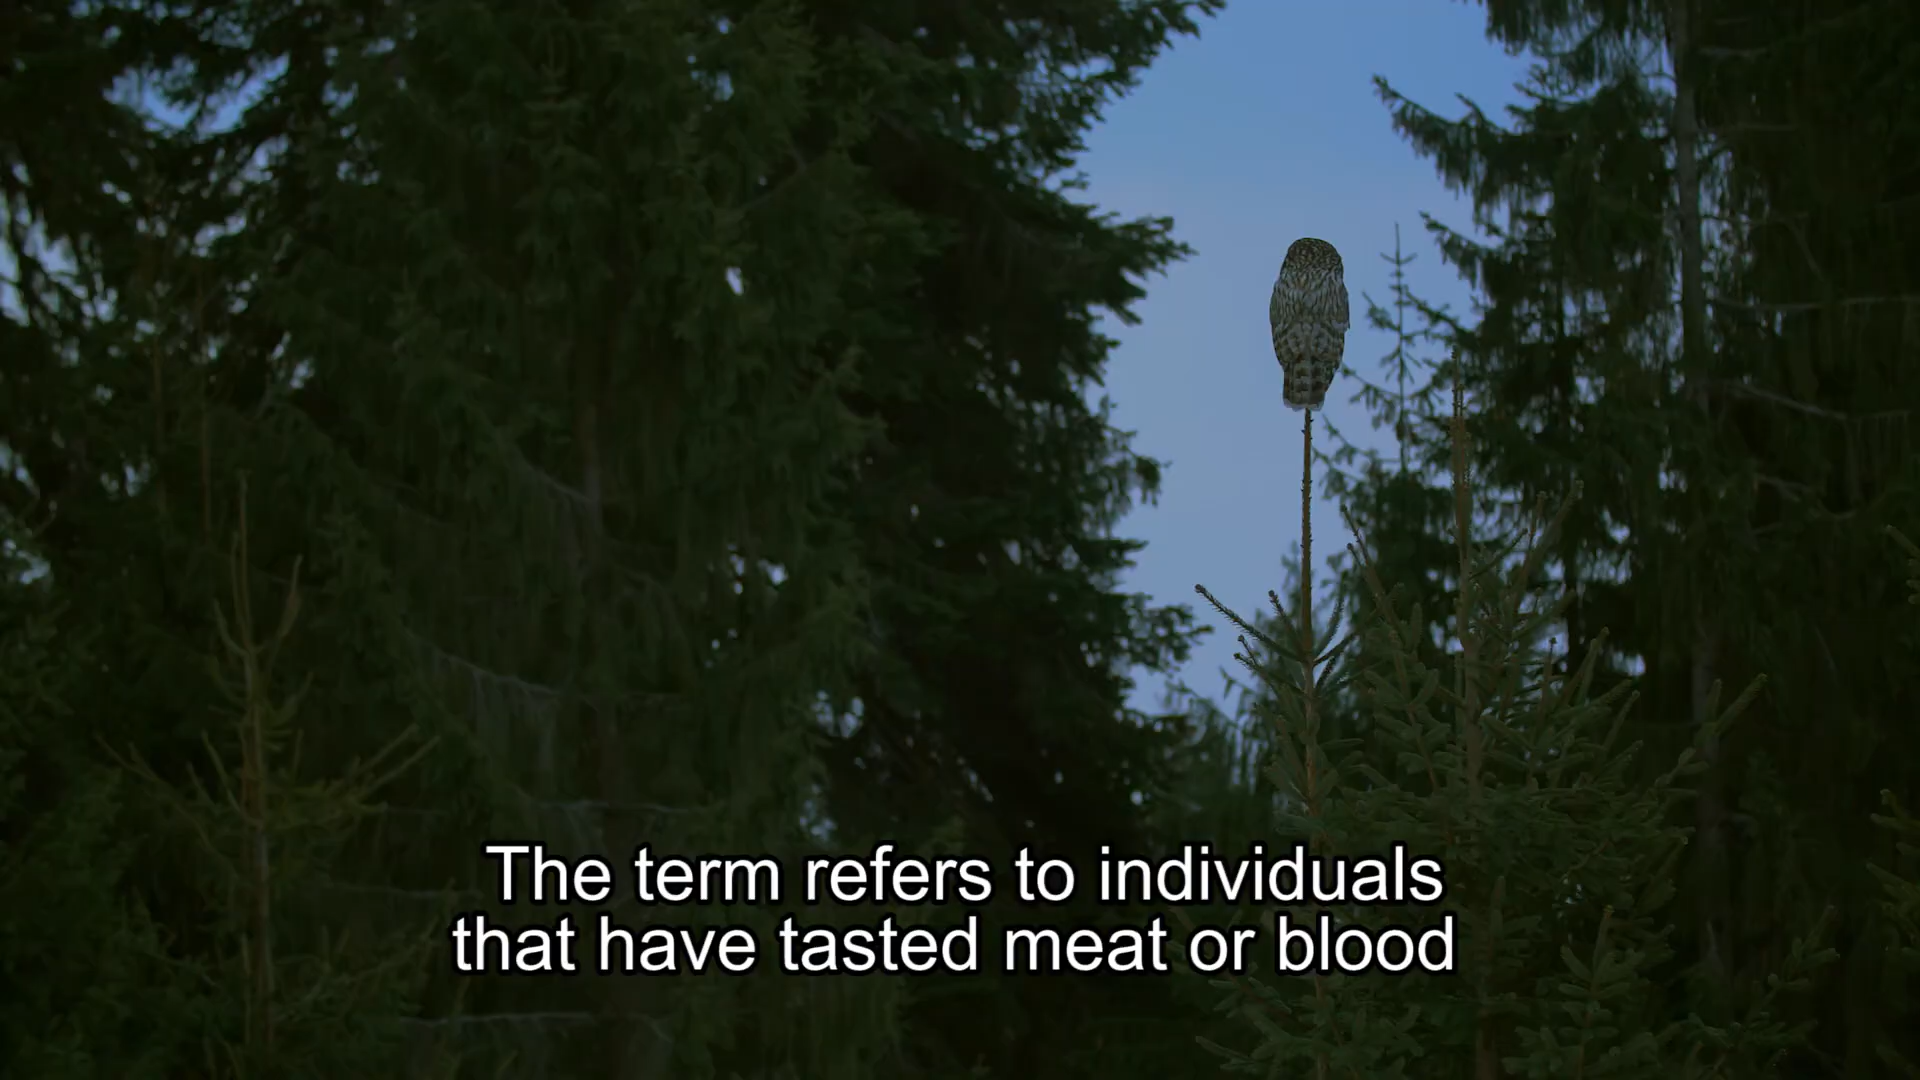 The term refers to individuals
that have tasted meat or blood